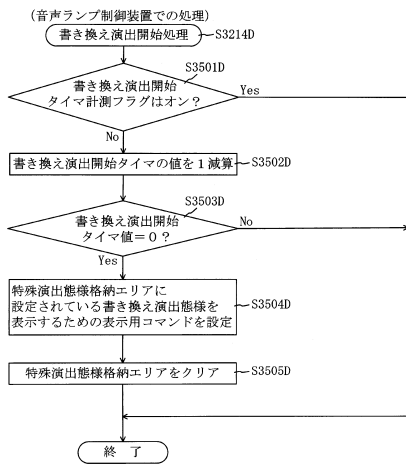 (音声ランプ制御装置での処理)
書き換え演出開始処理
S3214D
S3501D
書き換え演出開始
タイマ計測フラグはオン?
Yes
No
書き換え演出開始タイマの値を1減算
S3502D
S3503D
書き換え演出開始
タイマ値=0?
No
Yes
特殊演出態様格納エリアに
設定されている書き換え演出態様を
表示するための表示用コマンドを設定
S3504D
特殊演出態様格納エリアをクリア
S3505D
終 了